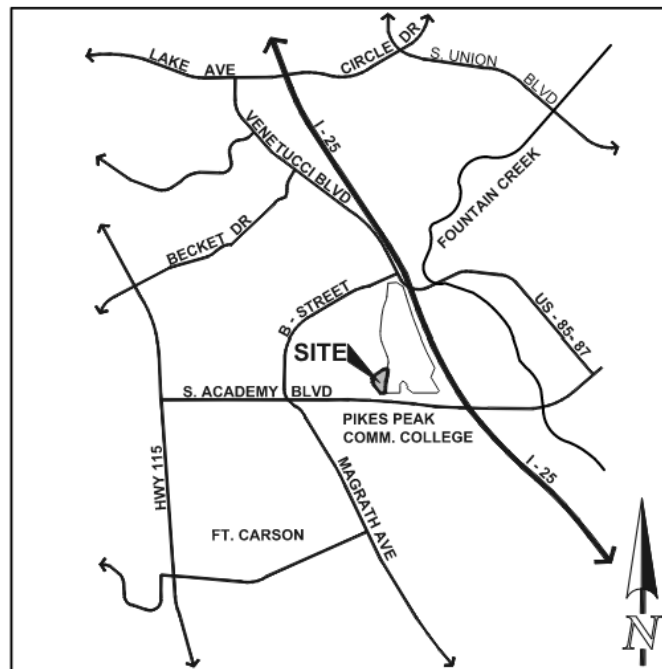 LAKE AVE
CIRCLE DR
S. UNION BLVD
I - 25
VENETUCCI BLVD
FOUNTAIN CREEK
BECKET DR
B - STREET
US - 85- 87
SITE
S. ACADEMY BLVD
PIKES PEAK
COMM. COLLEGE
HWY 115
MAGRATH AVE
I - 25
FT. CARSON
N